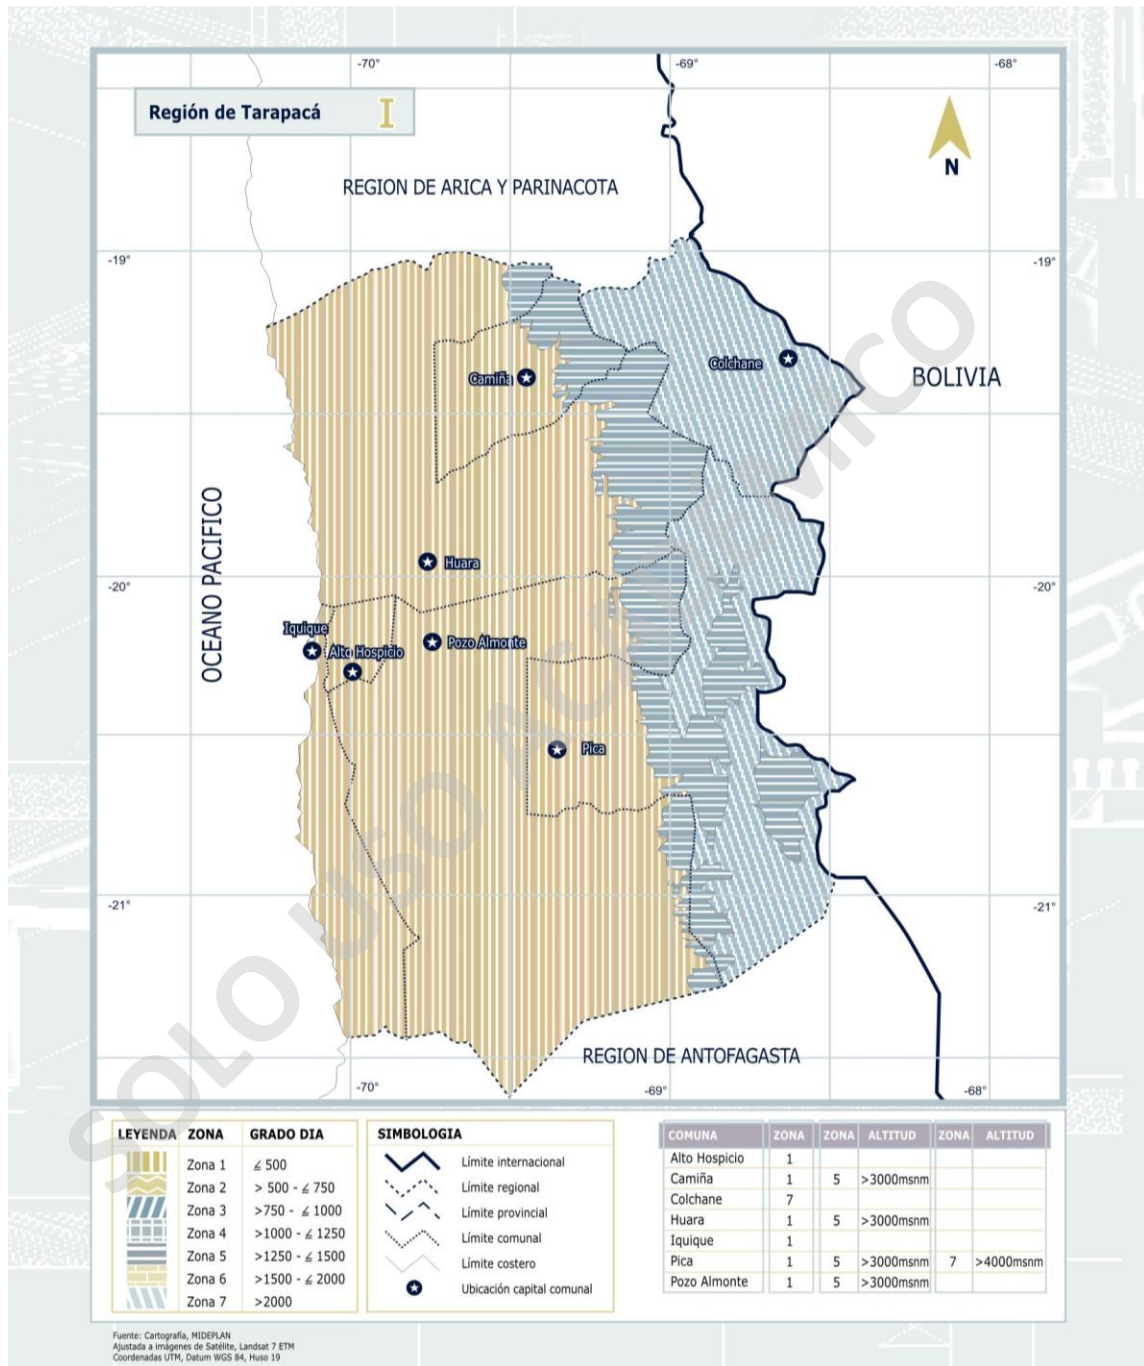 -70°
-69°
-68°
Región de Tarapacá I
N
REGION DE ARICA Y PARINACOTA
-19°
-19°
Colchane
Camiña
BOLIVIA
OCEANO PACIFICO
Huara
-20°
-20°
Iquique
Alto Hospicio
Pozo Almonte
Pica
-21°
-21°
REGION DE ANTOFAGASTA
-70°
-69°
-68°
SOLO USO ACADEMICO
LEYENDA ZONA GRADO DIA
Zona 1 ≤ 500
Zona 2 > 500 - ≤ 750
Zona 3 >750 - ≤ 1000
Zona 4 >1000 - ≤ 1250
Zona 5 >1250 - ≤ 1500
Zona 6 >1500 - ≤ 2000
Zona 7 >2000
SIMBOLOGIA
Límite internacional
Límite regional
Límite provincial
Límite comunal
Límite costero
Ubicación capital comunal
COMUNA ZONA ZONA ALTITUD ZONA ALTITUD
Alto Hospicio 1
Camiña 1 5 >3000msnm
Colchane 7
Huara 1 5 >3000msnm
Iquique 1
Pica 1 5 >3000msnm 7 >4000msnm
Pozo Almonte 1 5 >3000msnm
Fuente: Cartografía, MIDEPLAN
Ajustada a imágenes de Satélite, Landsat 7 ETM
Coordenadas UTM, Datum WGS 84, Huso 19